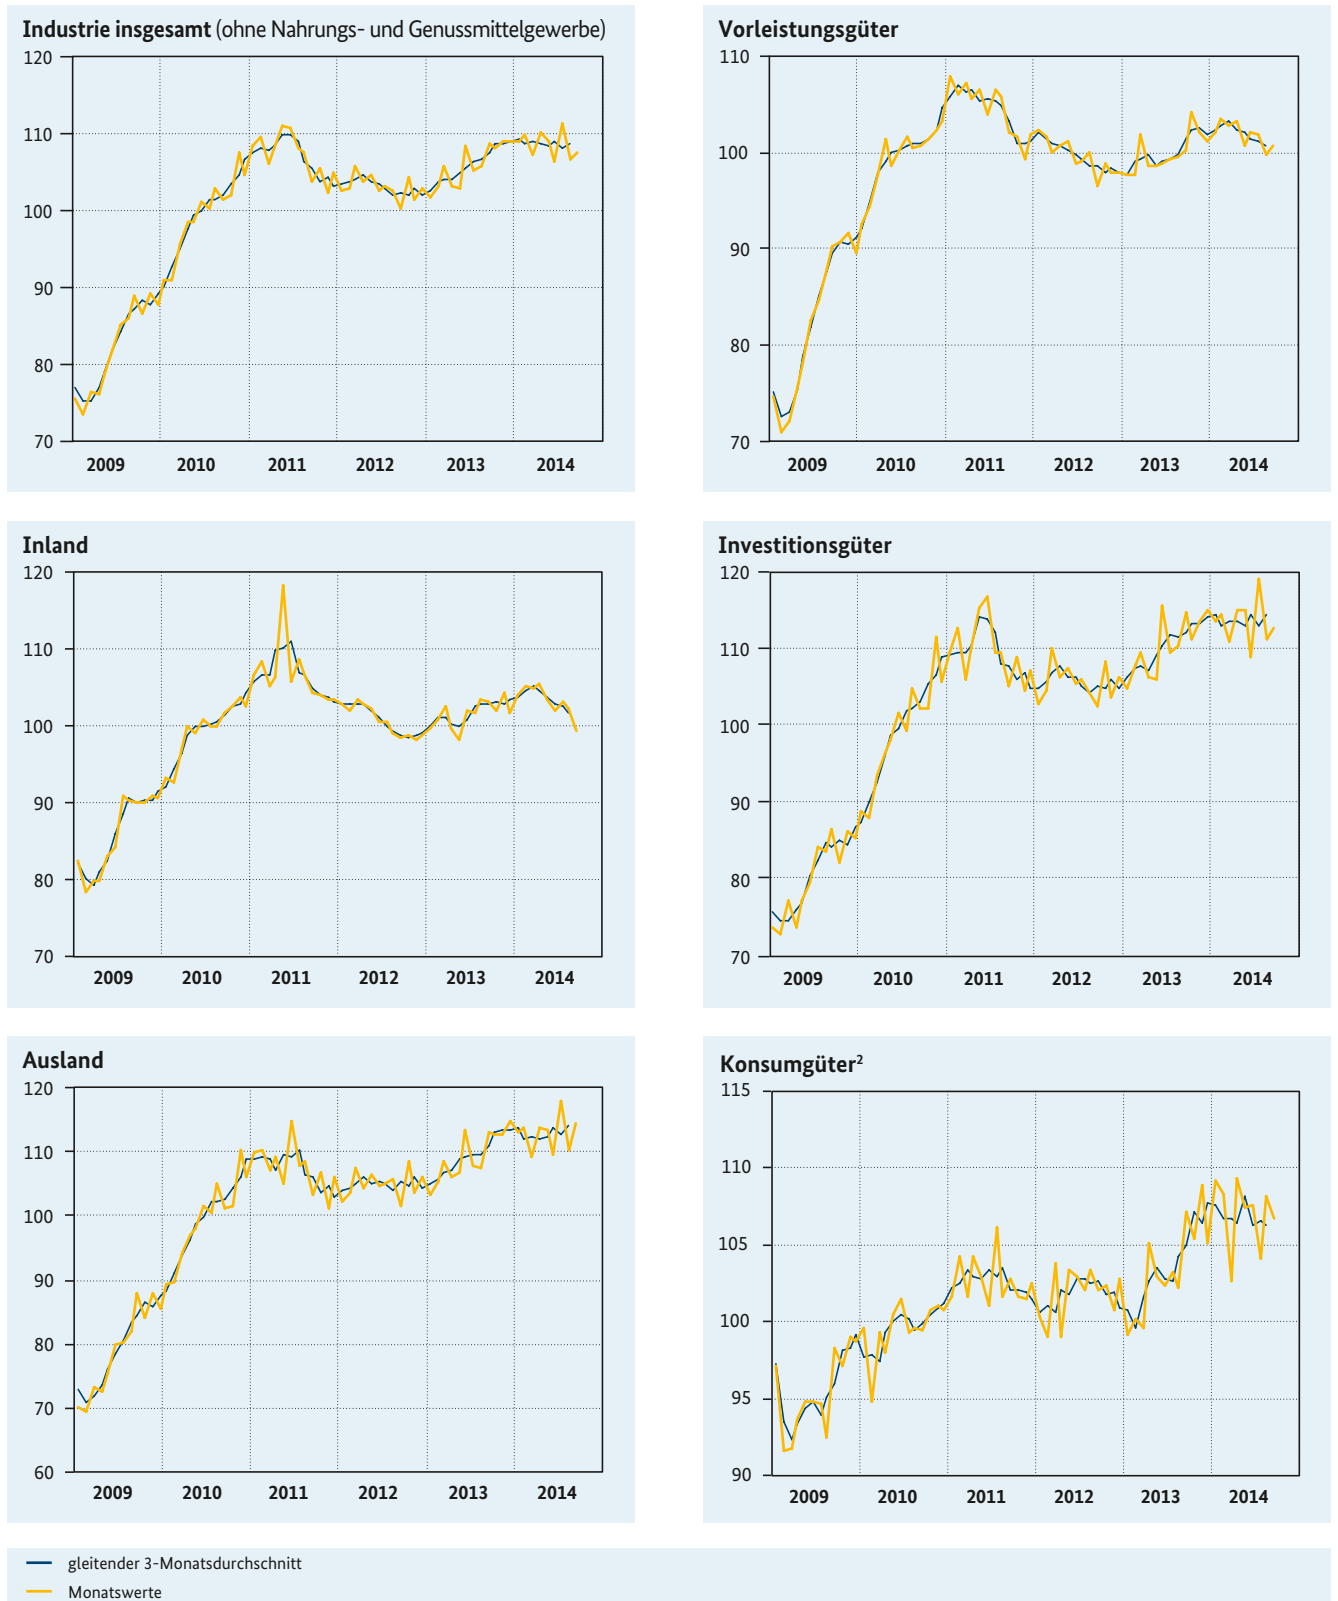 Industrie insgesamt (ohne Nahrungs- und Genussmittelgewerbe)
120
110
100
90
80
70
2009 2010 2011 2012 2013 2014
Vorleistungsgüter
110
100
90
80
70
2009 2010 2011 2012 2013 2014
Inland
120
110
100
90
80
70
2009 2010 2011 2012 2013 2014
Investitionsgüter
120
110
100
90
80
70
2009 2010 2011 2012 2013 2014
Ausland
120
110
100
90
80
70
60
2009 2010 2011 2012 2013 2014
Konsumgüter²
115
110
105
100
95
90
2009 2010 2011 2012 2013 2014
gleitender 3-Monatsdurchschnitt
Monatswerte